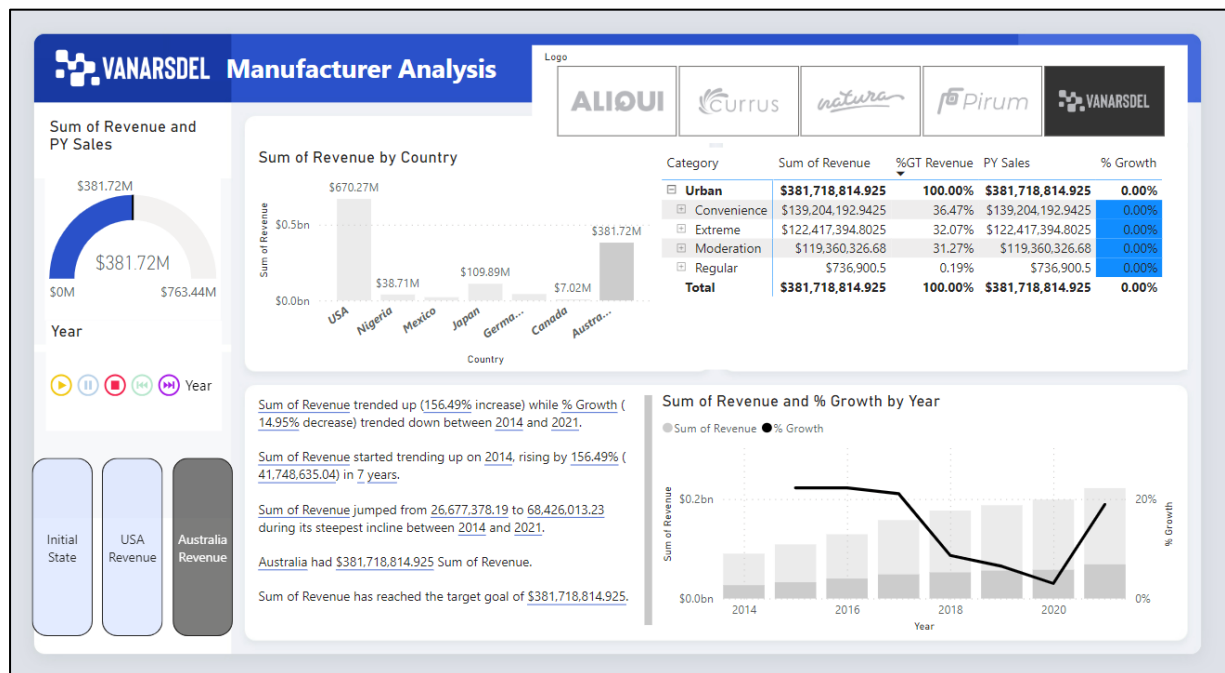 VANARSDEL Manufacturer Analysis
Logo
ALIQUI
Currus
natura
Pirum
VANARSDEL
Sum of Revenue and
PY Sales
$381.72M
$381.72M
$0M $763.44M
Year
Year
Initial
State
USA
Revenue
Australia
Revenue
Sum of Revenue by Country
Sum of Revenue
$0.5bn
$0.0bn
$670.27M
$38.71M
$109.89M
$7.02M
$381.72M
USA
Nigeria
Mexico
Japan
Germa...
Canada
Austra...
Country
Category Sum of Revenue %GT Revenue PY Sales % Growth
Urban $381,718,814.925 100.00% $381,718,814.925 0.00%
Convenience $139,204,192.9425 36.47% $139,204,192.9425 0.00%
Extreme $122,417,394.8025 32.07% $122,417,394.8025 0.00%
Moderation $119,360,326.68 31.27% $119,360,326.68 0.00%
Regular $736,900.5 0.19% $736,900.5 0.00%
Total $381,718,814.925 100.00% $381,718,814.925 0.00%
Sum of Revenue trended up (156.49% increase) while % Growth (
14.95% decrease) trended down between 2014 and 2021.
Sum of Revenue started trending up on 2014, rising by 156.49% (
41,748,635.04) in 7 years.
Sum of Revenue jumped from 26,677,378.19 to 68,426,013.23
during its steepest incline between 2014 and 2021.
Australia had $381,718,814.925 Sum of Revenue.
Sum of Revenue has reached the target goal of $381,718,814.925.
Sum of Revenue and % Growth by Year
Sum of Revenue % Growth
Sum of Revenue
$0.2bn
$0.0bn
20%
0%
% Growth
2014 2016 2018 2020
Year